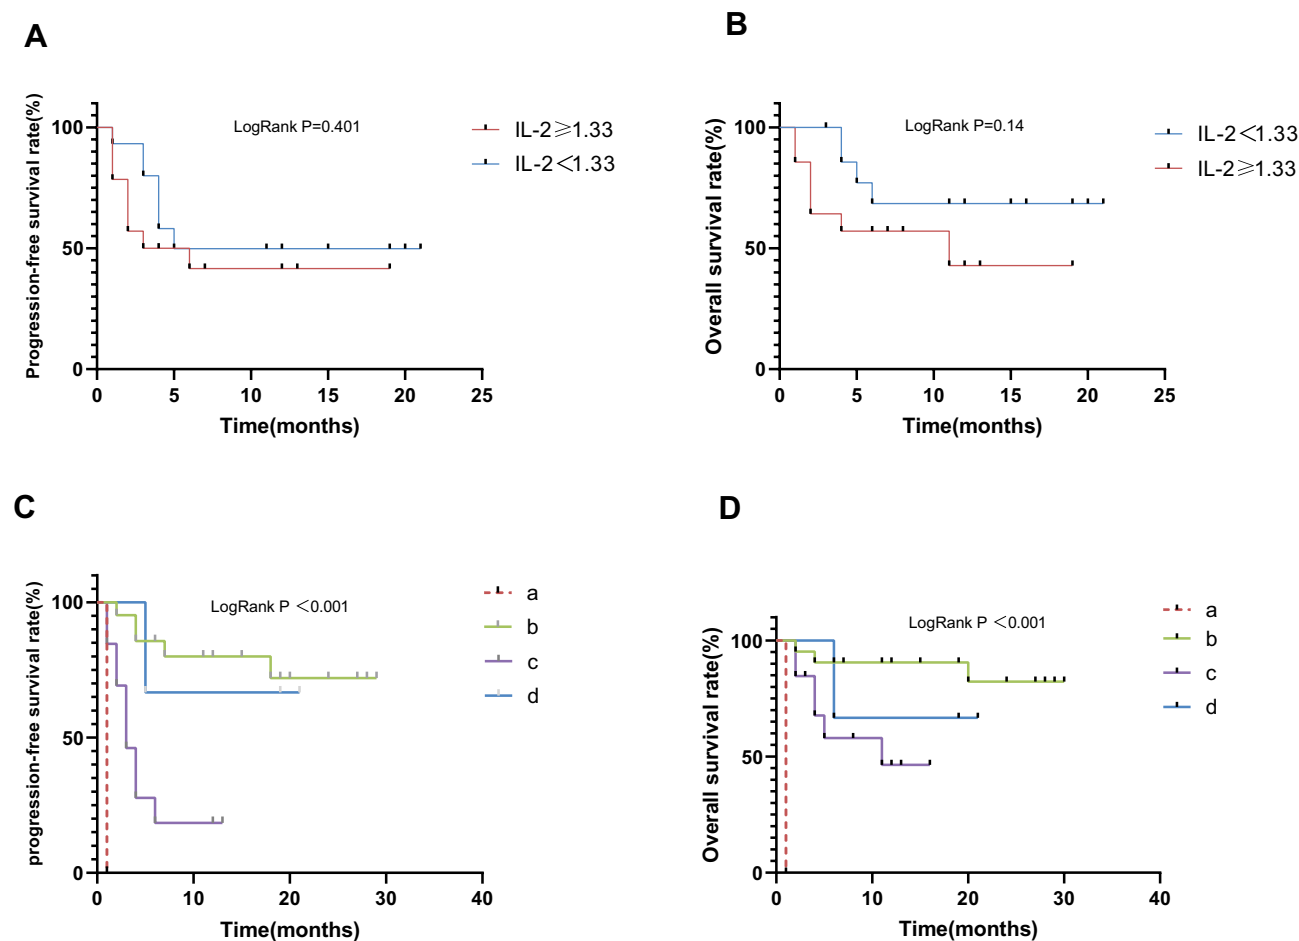 A
Progression-free survival rate(%)
LogRank P=0.401
IL-2≥1.33
IL-2<1.33
100
50
0
0 5 10 15 20 25
Time(months)
B
Overall survival rate(%)
LogRank P=0.14
IL-2<1.33
IL-2≥1.33
100
50
0
0 5 10 15 20 25
Time(months)
C
progression-free survival rate(%)
LogRank P <0.001
a
b
c
d
100
50
0
0 10 20 30 40
Time(months)
D
Overall survival rate(%)
LogRank P <0.001
a
b
c
d
100
50
0
0 10 20 30 40
Time(months)